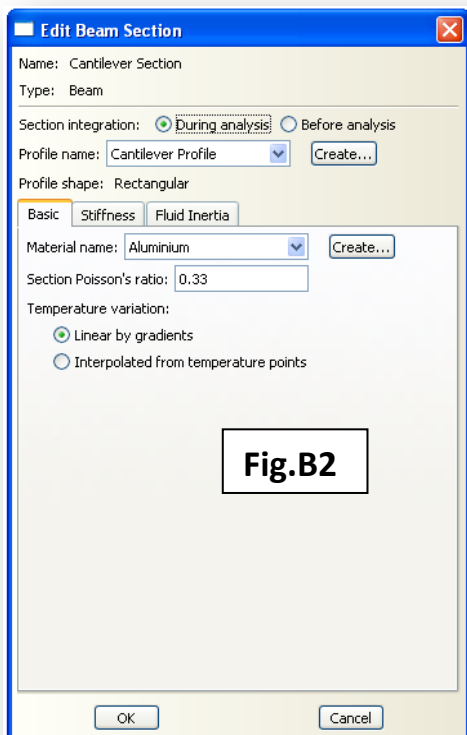 Edit Beam Section
Name: Cantilever Section
Type: Beam
Section integration: During analysis Before analysis
Profile name: Cantilever Profile Create...
Profile shape: Rectangular
Basic Stiffness Fluid Inertia
Material name: Aluminium Create...
Section Poisson's ratio: 0.33
Temperature variation:
Linear by gradients
Interpolated from temperature points
Fig.B2
OK Cancel